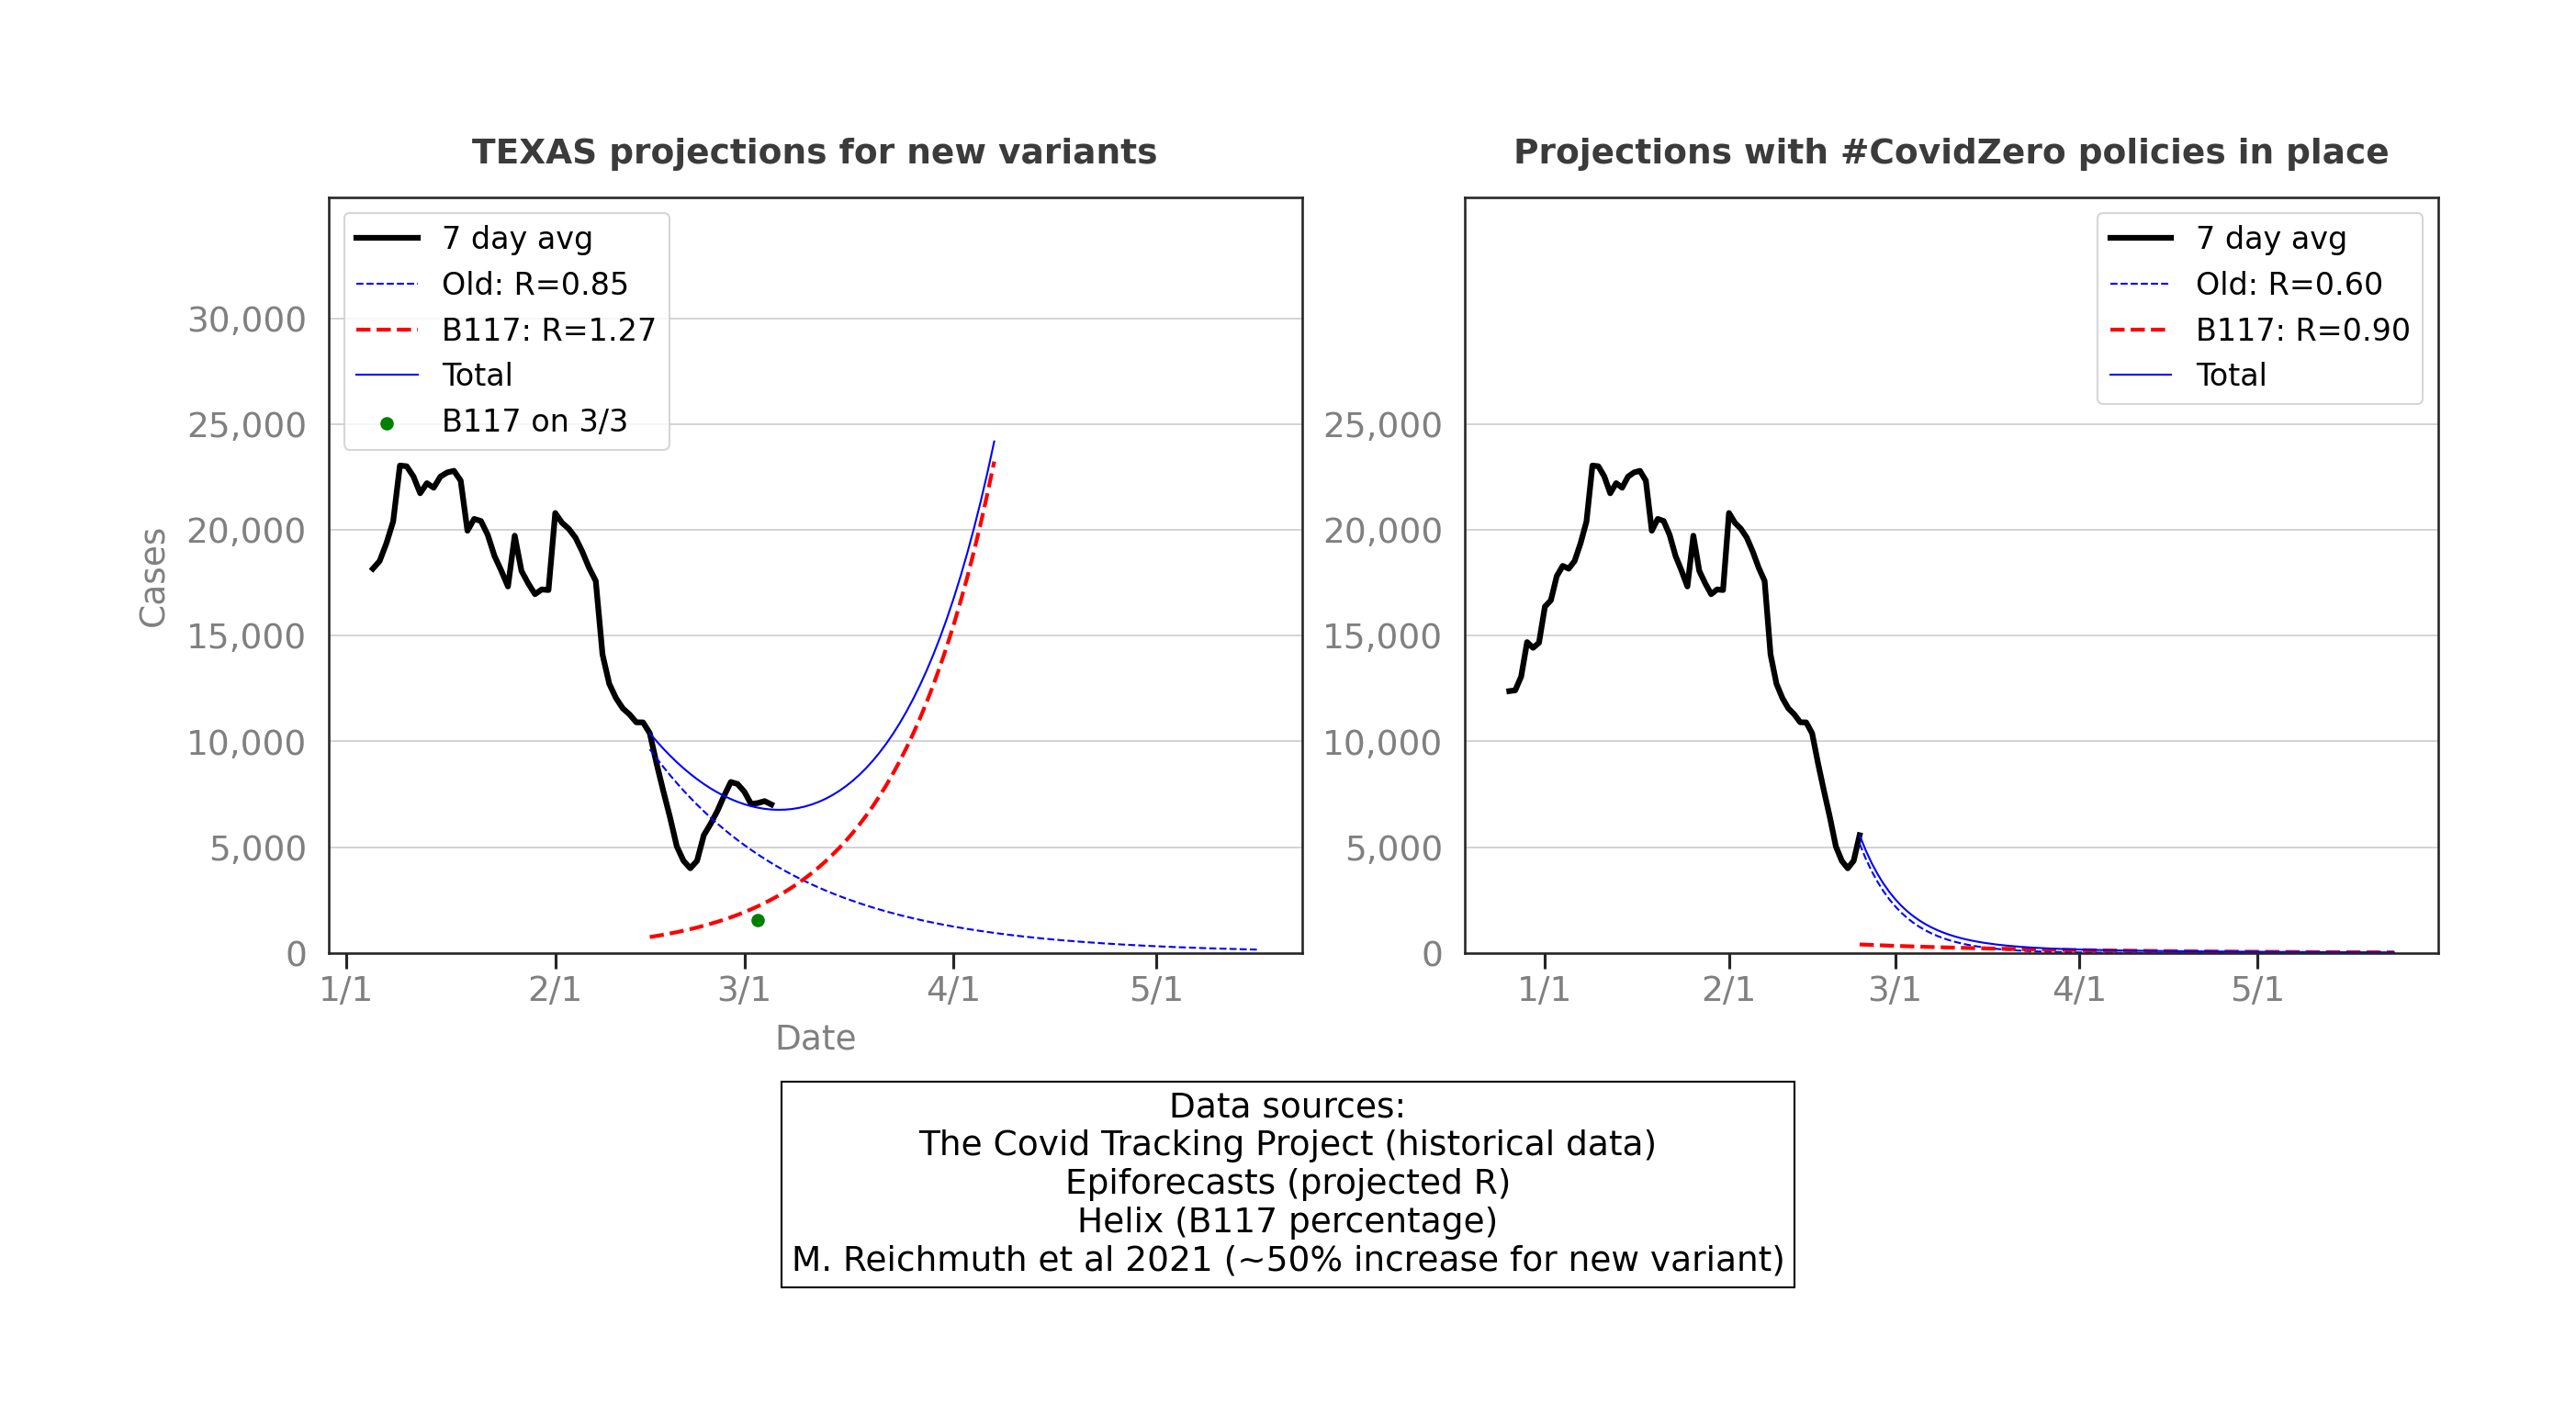 TEXAS projections for new variants
7 day avg
Old: R=0.85
B117: R=1.27
Total
B117 on 3/3
30,000
25,000
20,000
15,000
10,000
5,000
0
Cases
1/1 2/1 3/1 4/1 5/1
Date
Projections with #CovidZero policies in place
7 day avg
Old: R=0.60
B117: R=0.90
Total
25,000
20,000
15,000
10,000
5,000
0
1/1 2/1 3/1 4/1 5/1
Data sources:
The Covid Tracking Project (historical data)
Epiforecasts (projected R)
Helix (B117 percentage)
M. Reichmuth et al 2021 (~50% increase for new variant)